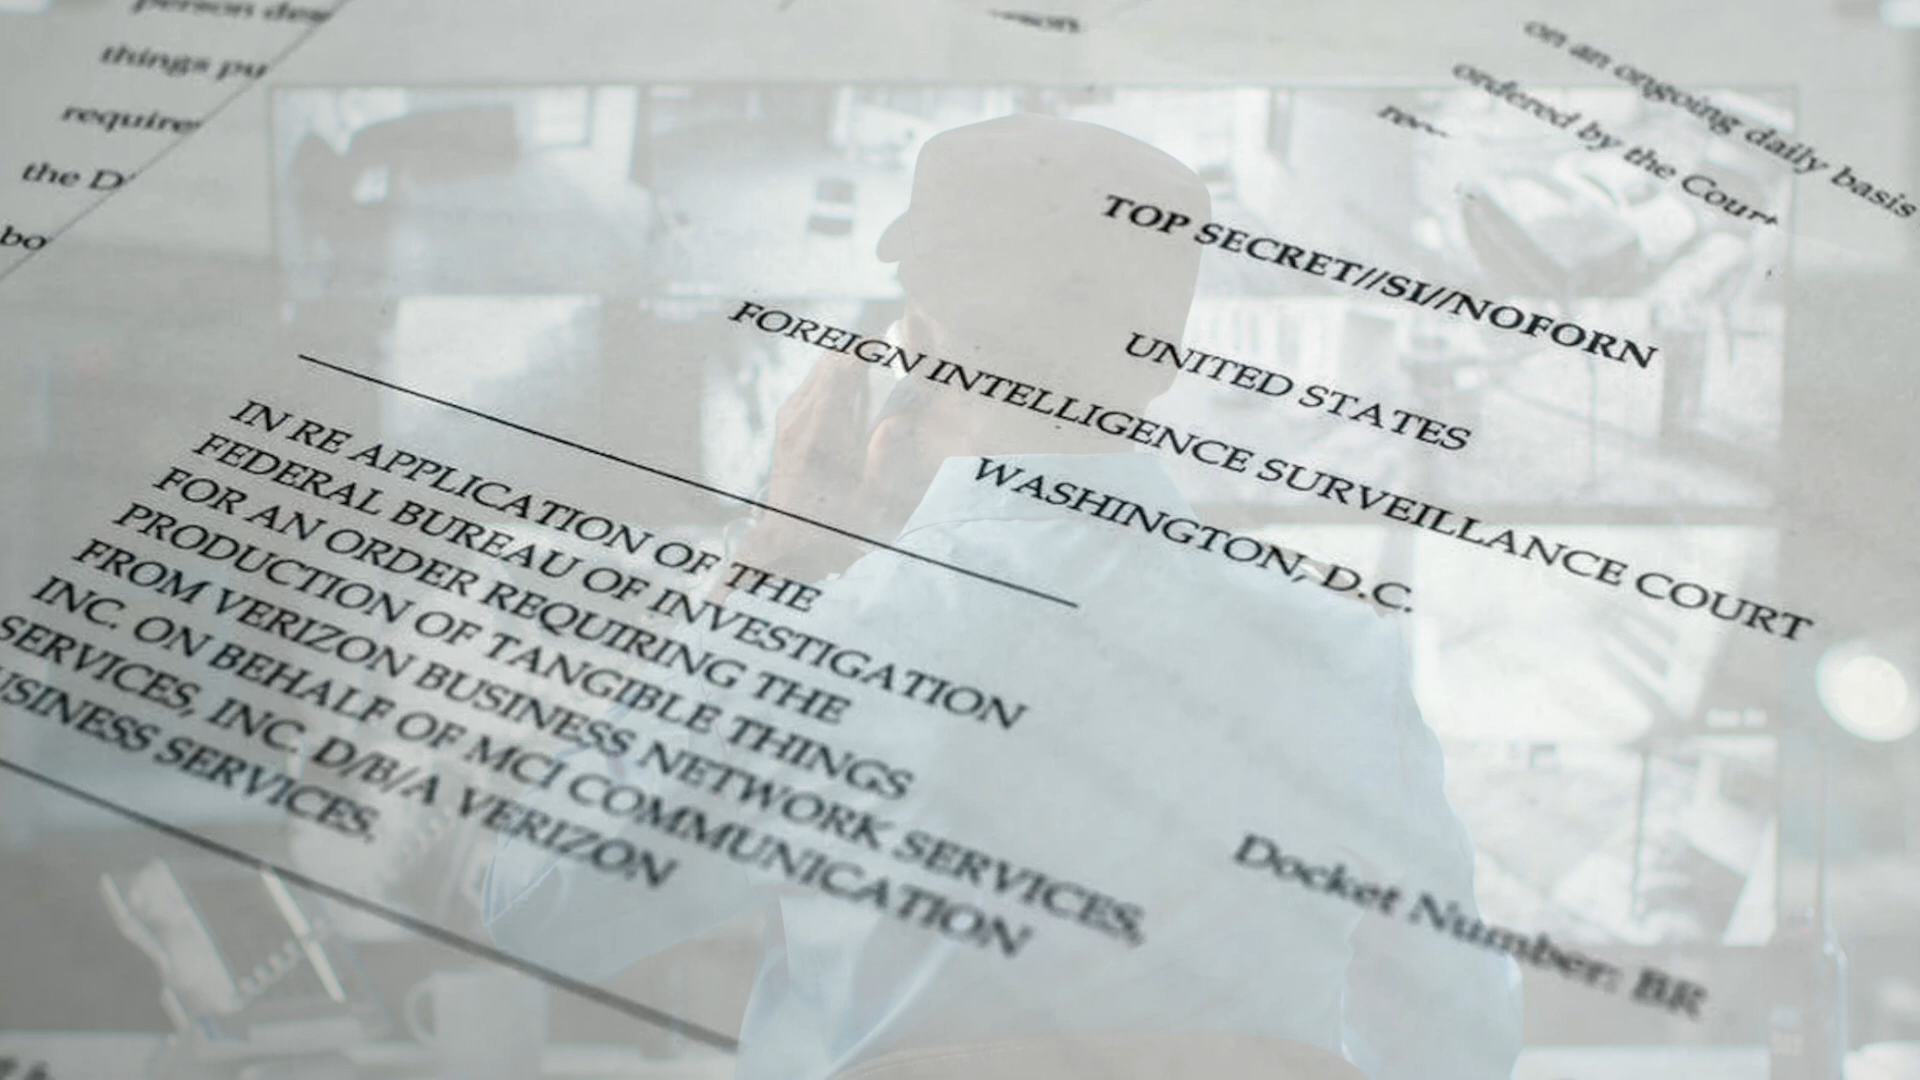 person des
things pu
require
the D
bo
on an ongoing daily basis
ordered by the Court
TOP SECRET//SI//NOFORN
UNITED STATES
FOREIGN INTELLIGENCE SURVEILLANCE COURT
WASHINGTON, D.C.
IN RE APPLICATION OF THE
FEDERAL BUREAU OF INVESTIGATION
FOR AN ORDER REQUIRING THE
PRODUCTION OF TANGIBLE THINGS
FROM VERIZON BUSINESS NETWORK SERVICES,
INC. ON BEHALF OF MCI COMMUNICATION
SERVICES, INC. D/B/A VERIZON
USINESS SERVICES.
Docket Number: BR